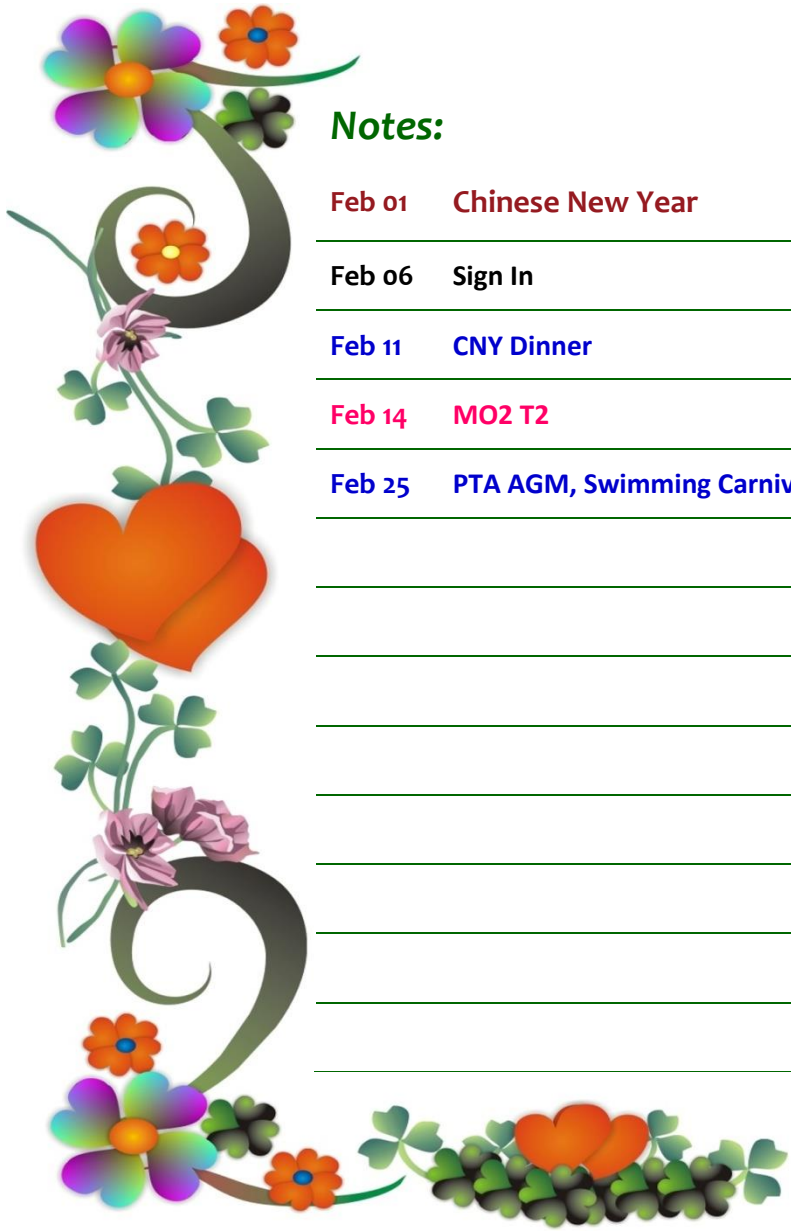 Notes:
Feb 01 Chinese New Year
Feb 06 Sign In
Feb 11 CNY Dinner
Feb 14 MO2 T2
Feb 25 PTA AGM, Swimming Carniv